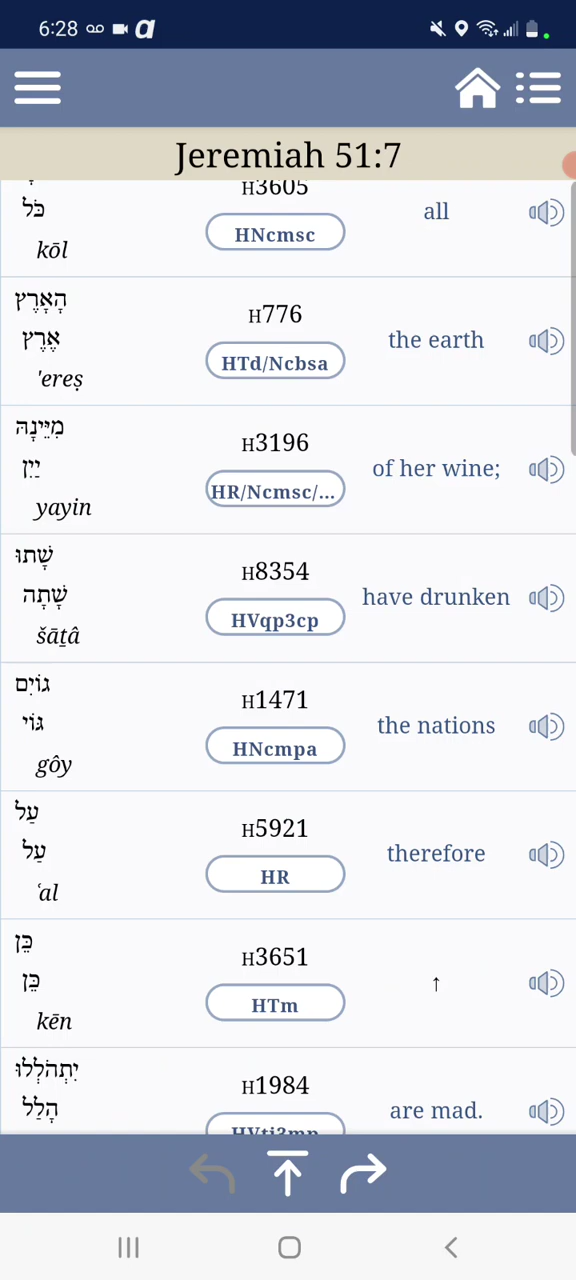 6:28
Jeremiah 51:7
H3605
כֹּל
HNcmsc
all
kōl
הָאָרֶץ
H776
אֶרֶץ
HTd/Ncbsa
the earth
'ereṣ
מִיֵּינָהּ
H3196
יַיִן
HR/Ncmsc/...
of her wine;
yayin
שָׁתוּ
H8354
שָׁתָה
HVqp3cp
have drunken
šāṯâ
גוֹיִם
H1471
גּוֹי
HNcmpa
the nations
gôy
עַל
H5921
עַל
HR
therefore
ʿal
כֵּן
H3651
כֵּן
HTm
↑
kēn
יִתְהֹלְלוּ
H1984
הָלַל
are mad.